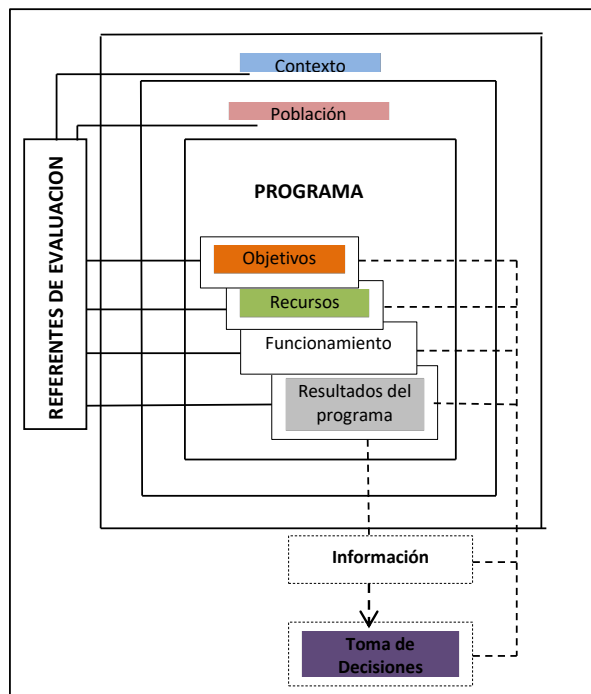 Contexto
Población
REFERENTES DE EVALUACION
PROGRAMA
Objetivos
Recursos
Funcionamiento
Resultados del
programa
Información
Toma de
Decisiones